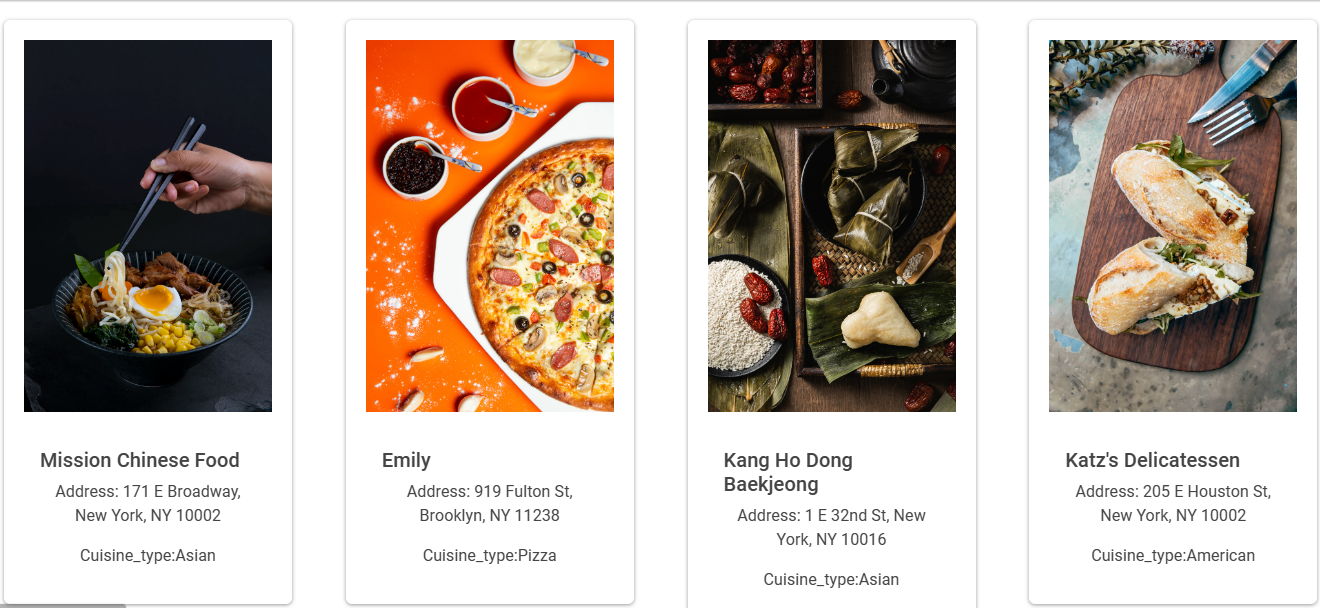 Mission Chinese Food
Address: 171 E Broadway,
New York, NY 10002
Cuisine_type:Asian
Emily
Address: 919 Fulton St,
Brooklyn, NY 11238
Cuisine_type:Pizza
Kang Ho Dong
Baekjeong
Address: 1 E 32nd St, New
York, NY 10016
Cuisine_type:Asian
Katz's Delicatessen
Address: 205 E Houston St,
New York, NY 10002
Cuisine_type:American